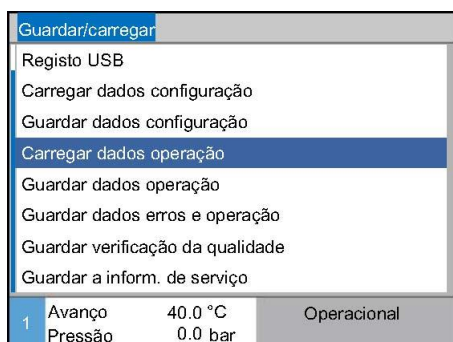 Guardar/carregar
Registo USB
Carregar dados configuração
Guardar dados configuração
Carregar dados operação
Guardar dados operação
Guardar dados erros e operação
Guardar verificação da qualidade
Guardar a inform. de serviço
1 Avanço 40.0 °C Operacional
Pressão 0.0 bar